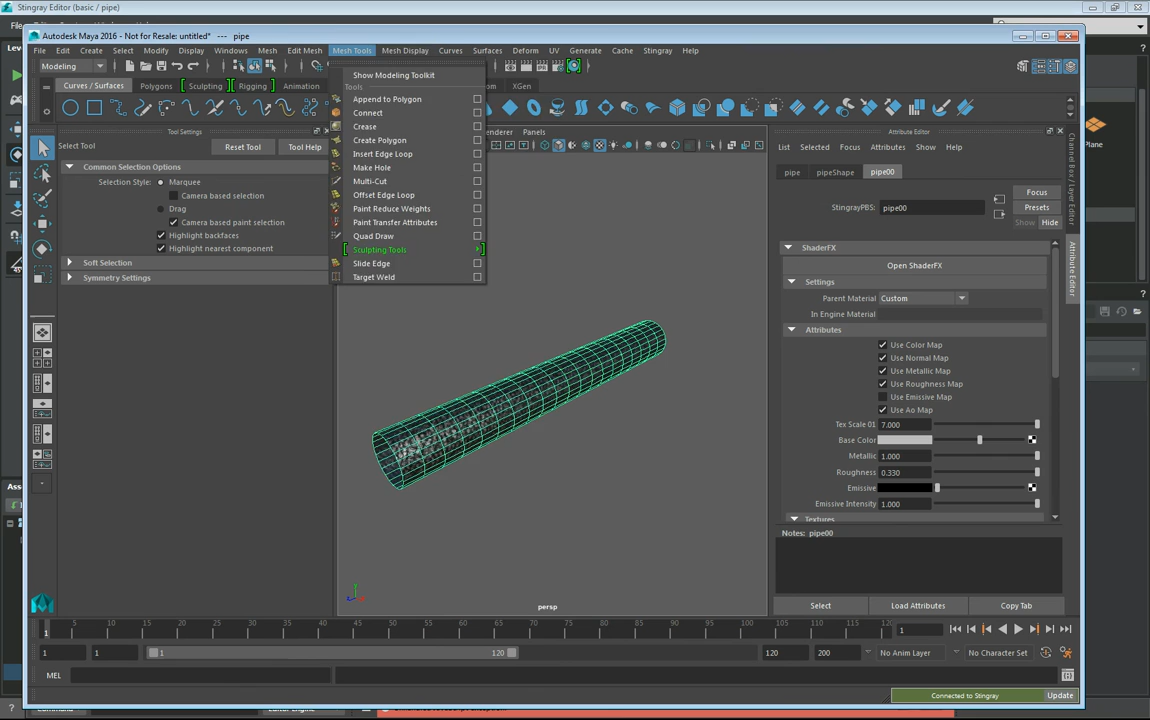 Stingray Editor (basic / pipe)
Autodesk Maya 2016 - Not for Resale: untitled* --- pipe
File Edit Create Select Modify Display Windows Mesh Edit Mesh Mesh Tools Mesh Display Curves Surfaces Deform UV Generate Cache Stingray Help
Modeling
Curves / Surfaces Polygons Sculpting Rigging Animation XGen
Show Modeling Toolkit
Tools
Append to Polygon
Connect
Crease
Create Polygon
Insert Edge Loop
Make Hole
Multi-Cut
Offset Edge Loop
Paint Reduce Weights
Paint Transfer Attributes
Quad Draw
Sculpting Tools
Slide Edge
Target Weld
Tool Settings
Select Tool
Reset Tool
Tool Help
Common Selection Options
Selection Style: Marquee
Camera based selection
Drag
Camera based paint selection
Highlight backfaces
Highlight nearest component
Soft Selection
Symmetry Settings
Panels
persp
Attribute Editor
List Selected Focus Attributes Show Help
pipe pipeShape pipe00
Focus
StingrayPBS: pipe00
Presets
Show Hide
ShaderFX
Open ShaderFX
Settings
Parent Material Custom
In Engine Material
Attributes
Use Color Map
Use Normal Map
Use Metallic Map
Use Roughness Map
Use Emissive Map
Use Ao Map
Tex Scale 01 7.000
Base Color
Metallic 1.000
Roughness 0.330
Emissive
Emissive Intensity 1.000
Textures
Notes: pipe00
Select Load Attributes Copy Tab
Channel Box / Layer Editor
Attribute Editor
Plane
1 5 10 15 20 25 30 35 40 45 50 55 60 65 70 75 80 85 90 95 100 105 110 115 120
1
1 1 1 120 120 200 No Anim Layer No Character Set
MEL
Connected to Stingray Update